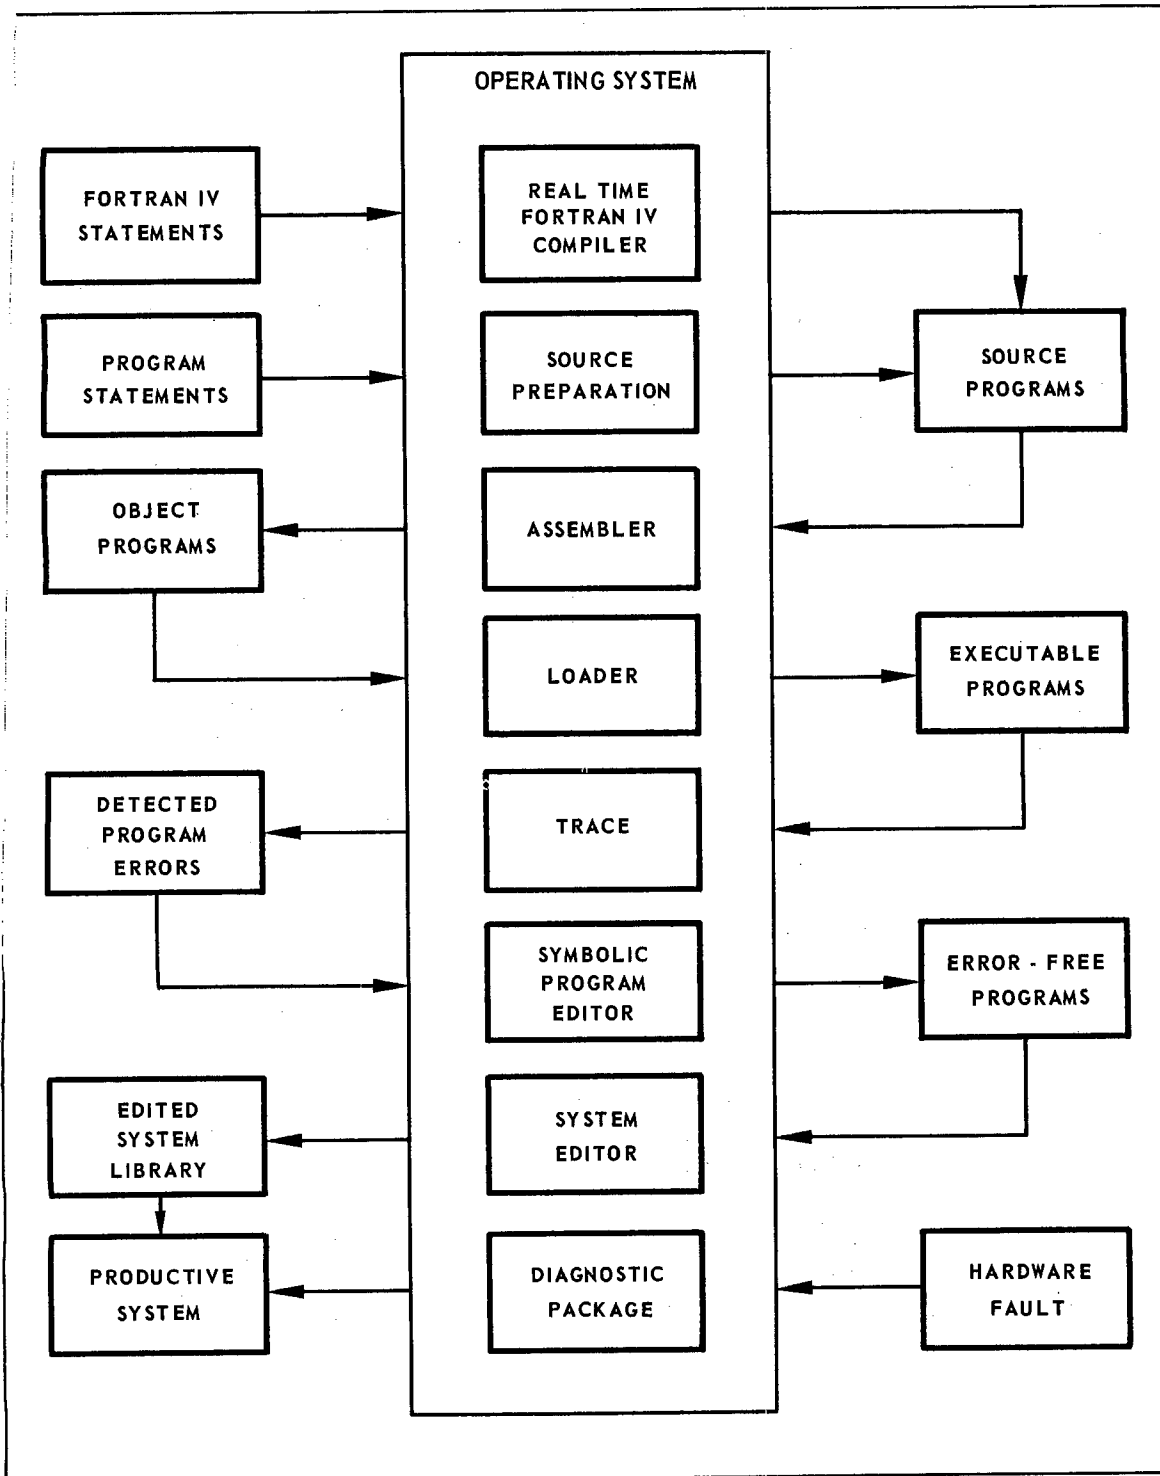 OPERATING SYSTEM
FORTRAN IV
STATEMENTS
REAL TIME
FORTRAN IV
COMPILER
PROGRAM
STATEMENTS
SOURCE
PREPARATION
SOURCE
PROGRAMS
OBJECT
PROGRAMS
ASSEMBLER
LOADER
EXECUTABLE
PROGRAMS
DETECTED
PROGRAM
ERRORS
TRACE
SYMBOLIC
PROGRAM
EDITOR
ERROR - FREE
PROGRAMS
EDITED
SYSTEM
LIBRARY
SYSTEM
EDITOR
PRODUCTIVE
SYSTEM
DIAGNOSTIC
PACKAGE
HARDWARE
FAULT